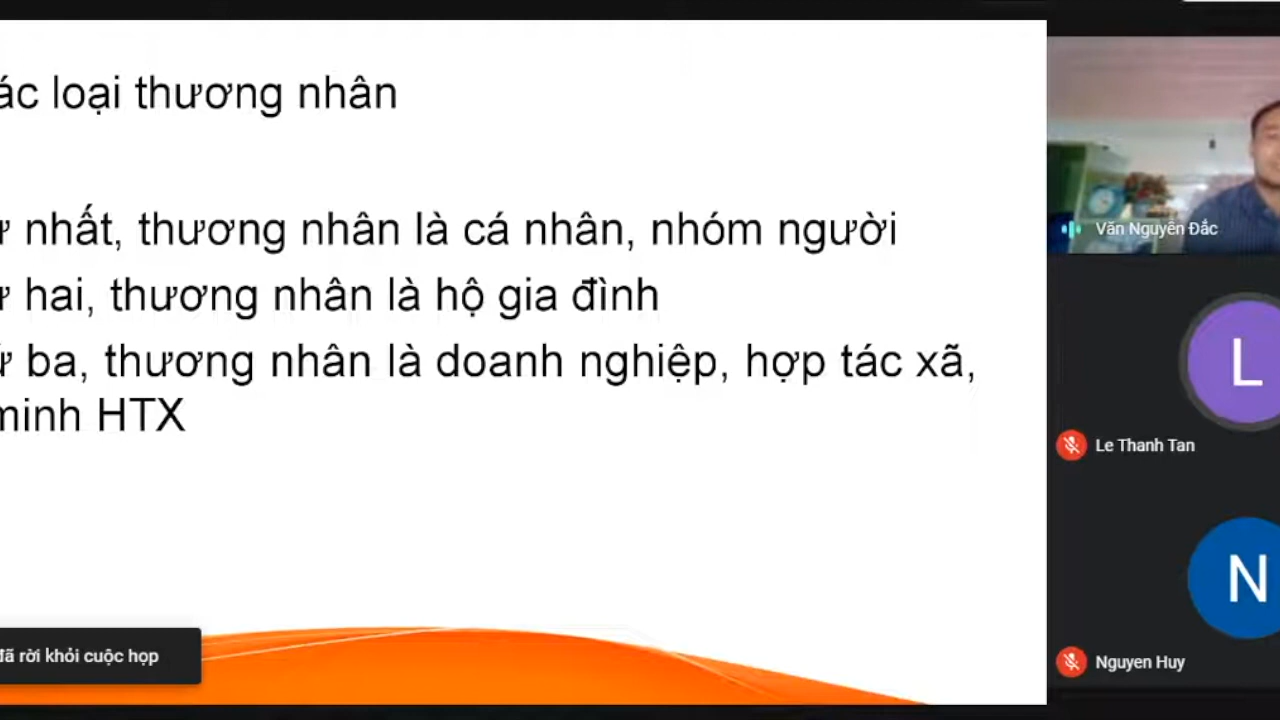 ác loại thương nhân
ư nhất, thương nhân là cá nhân, nhóm người
ư hai, thương nhân là hộ gia đình
ứ ba, thương nhân là doanh nghiệp, hợp tác xã,
minh HTX
đã rời khỏi cuộc họp
Văn Nguyên Đắc
L
Le Thanh Tan
N
Nguyen Huy